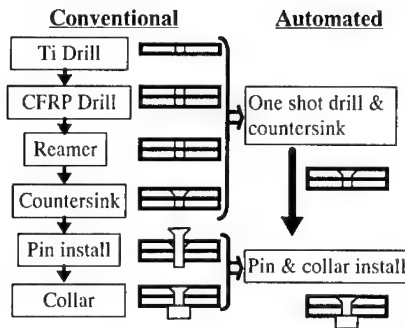 Conventional
Automated
Ti Drill
CFRP Drill
Reamer
Countersink
Pin install
Collar
One shot drill &
countersink
Pin & collar install